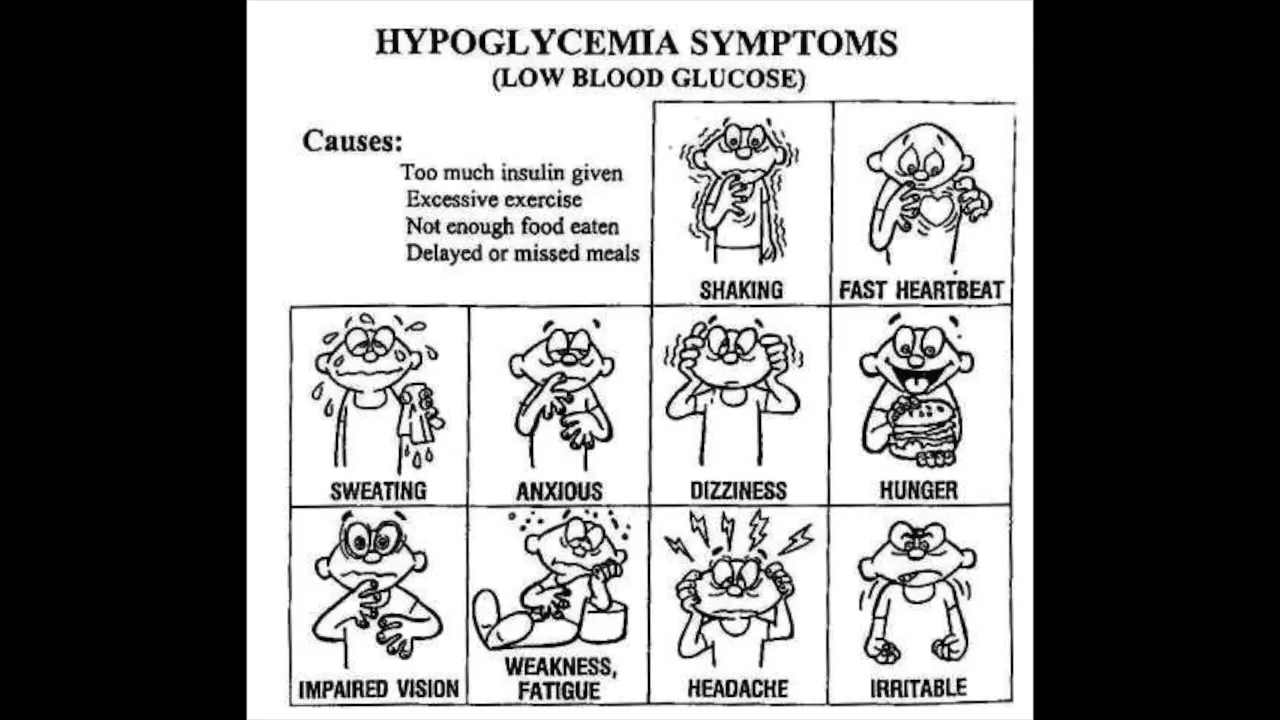 HYPOGLYCEMIA SYMPTOMS
(LOW BLOOD GLUCOSE)
Causes:
Too much insulin given
Excessive exercise
Not enough food eaten
Delayed or missed meals
SHAKING
FAST HEARTBEAT
SWEATING
ANXIOUS
DIZZINESS
HUNGER
IMPAIRED VISION
WEAKNESS,
FATIGUE
HEADACHE
IRRITABLE